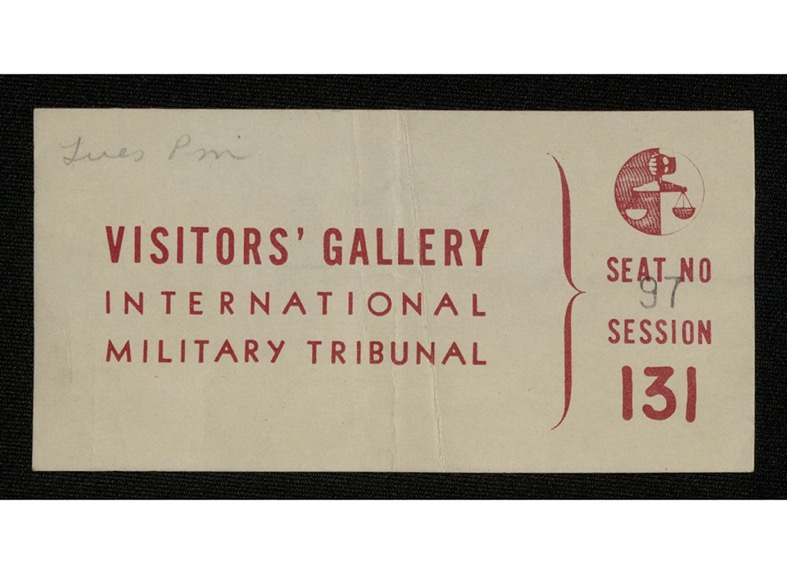 Tues Pm
VISITORS' GALLERY
INTERNATIONAL
MILITARY TRIBUNAL
SEAT NO
97
SESSION
131